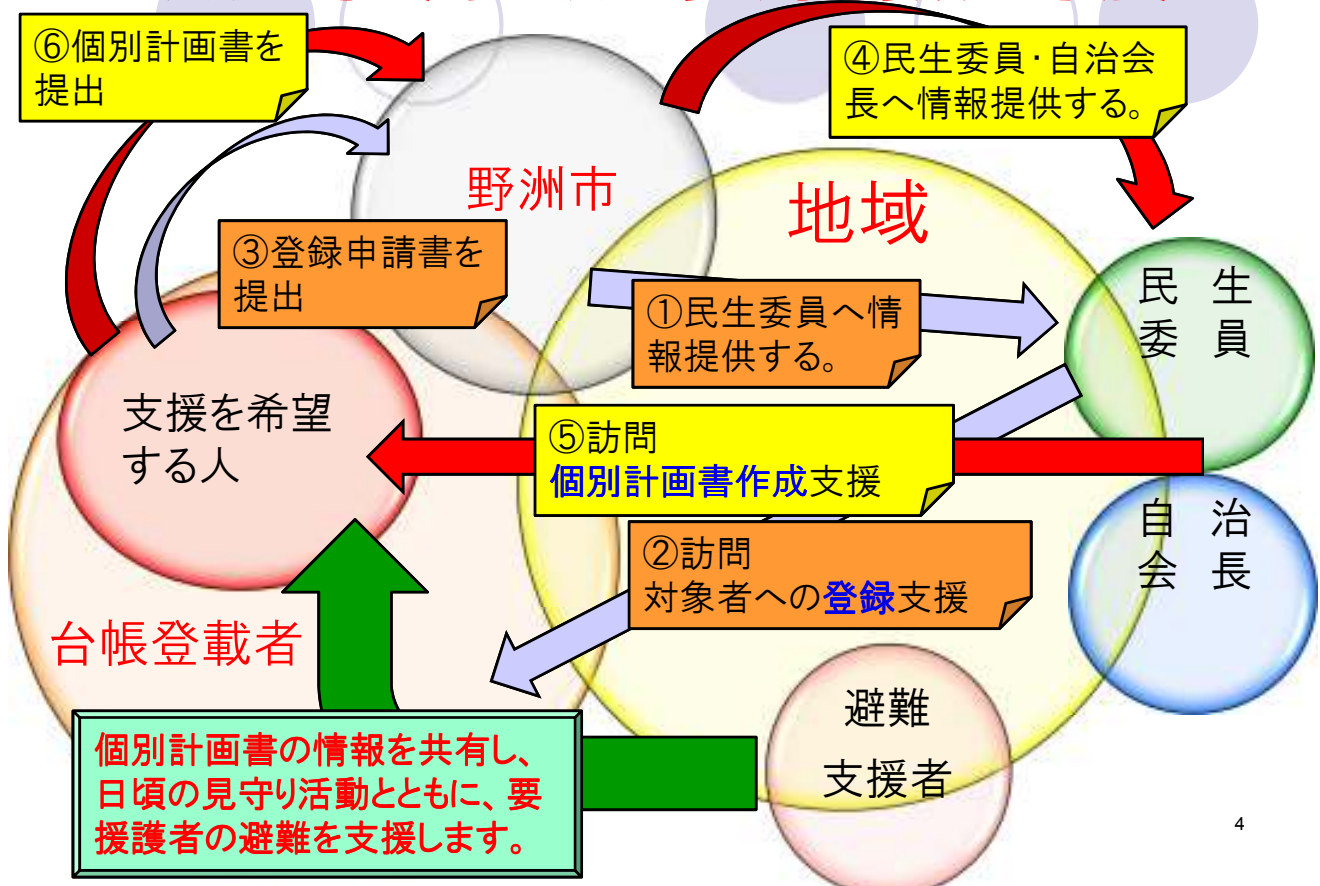 ⑥個別計画書を
提出
④民生委員・自治会
長へ情報提供する。
野洲市
地域
③登録申請書を
提出
①民生委員へ情
報提供する。
民 生
委 員
支援を希望
する人
⑤訪問
個別計画書作成支援
自 治
会 長
②訪問
対象者への登録支援
台帳登載者
避難
支援者
個別計画書の情報を共有し、
日頃の見守り活動とともに、要
援護者の避難を支援します。
4